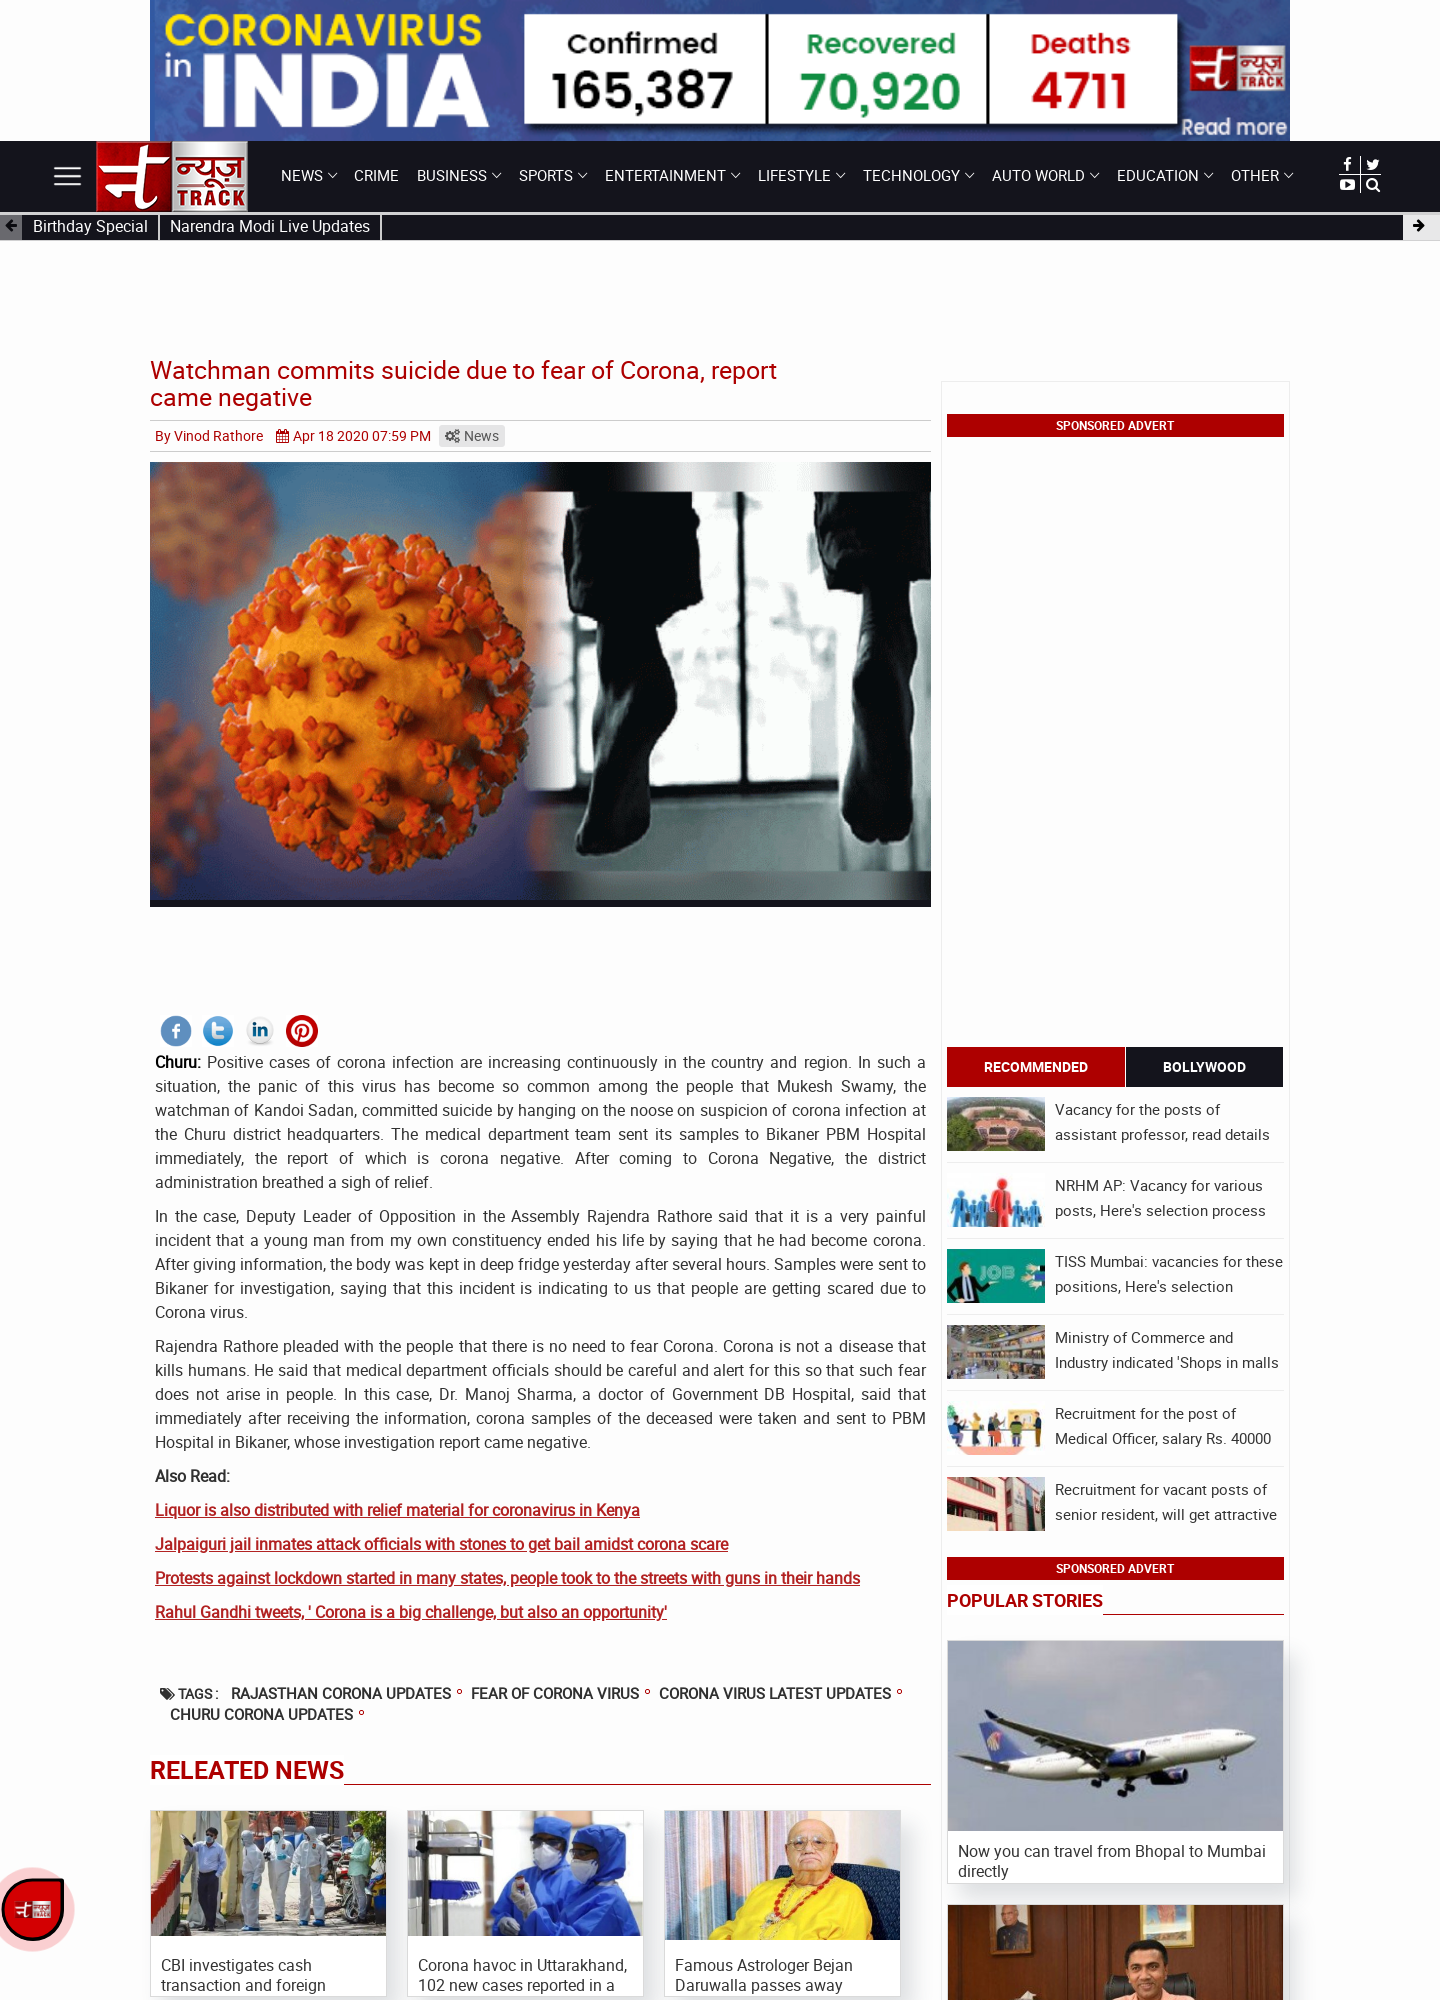 CORONAVIRUS
in
INDIA
Confirmed
165,387
Recovered
70,920
Deaths
4711
न्यूज़
TRACK
Read more
न्यूज़
TRACK
NEWS CRIME BUSINESS SPORTS ENTERTAINMENT LIFESTYLE TECHNOLOGY AUTO WORLD EDUCATION OTHER
Birthday Special
Narendra Modi Live Updates
Watchman commits suicide due to fear of Corona, report
came negative
By Vinod Rathore Apr 18 2020 07:59 PM News
Churu: Positive cases of corona infection are increasing continuously in the country and region. In such a
situation, the panic of this virus has become so common among the people that Mukesh Swamy, the
watchman of Kandoi Sadan, committed suicide by hanging on the noose on suspicion of corona infection at
the Churu district headquarters. The medical department team sent its samples to Bikaner PBM Hospital
immediately, the report of which is corona negative. After coming to Corona Negative, the district
administration breathed a sigh of relief.
In the case, Deputy Leader of Opposition in the Assembly Rajendra Rathore said that it is a very painful
incident that a young man from my own constituency ended his life by saying that he had become corona.
After giving information, the body was kept in deep fridge yesterday after several hours. Samples were sent to
Bikaner for investigation, saying that this incident is indicating to us that people are getting scared due to
Corona virus.
Rajendra Rathore pleaded with the people that there is no need to fear Corona. Corona is not a disease that
kills humans. He said that medical department officials should be careful and alert for this so that such fear
does not arise in people. In this case, Dr. Manoj Sharma, a doctor of Government DB Hospital, said that
immediately after receiving the information, corona samples of the deceased were taken and sent to PBM
Hospital in Bikaner, whose investigation report came negative.
Also Read:
Liquor is also distributed with relief material for coronavirus in Kenya
Jalpaiguri jail inmates attack officials with stones to get bail amidst corona scare
Protests against lockdown started in many states, people took to the streets with guns in their hands
Rahul Gandhi tweets, ' Corona is a big challenge, but also an opportunity'
TAGS : RAJASTHAN CORONA UPDATES FEAR OF CORONA VIRUS CORONA VIRUS LATEST UPDATES
CHURU CORONA UPDATES
RELEATED NEWS
CBI investigates cash
transaction and foreign
Corona havoc in Uttarakhand,
102 new cases reported in a
Famous Astrologer Bejan
Daruwalla passes away
SPONSORED ADVERT
RECOMMENDED
BOLLYWOOD
Vacancy for the posts of
assistant professor, read details
NRHM AP: Vacancy for various
posts, Here's selection process
JOB
TISS Mumbai: vacancies for these
positions, Here's selection
Ministry of Commerce and
Industry indicated 'Shops in malls
Recruitment for the post of
Medical Officer, salary Rs. 40000
Recruitment for vacant posts of
senior resident, will get attractive
SPONSORED ADVERT
POPULAR STORIES
Now you can travel from Bhopal to Mumbai
directly
न्यूज़
TRACK